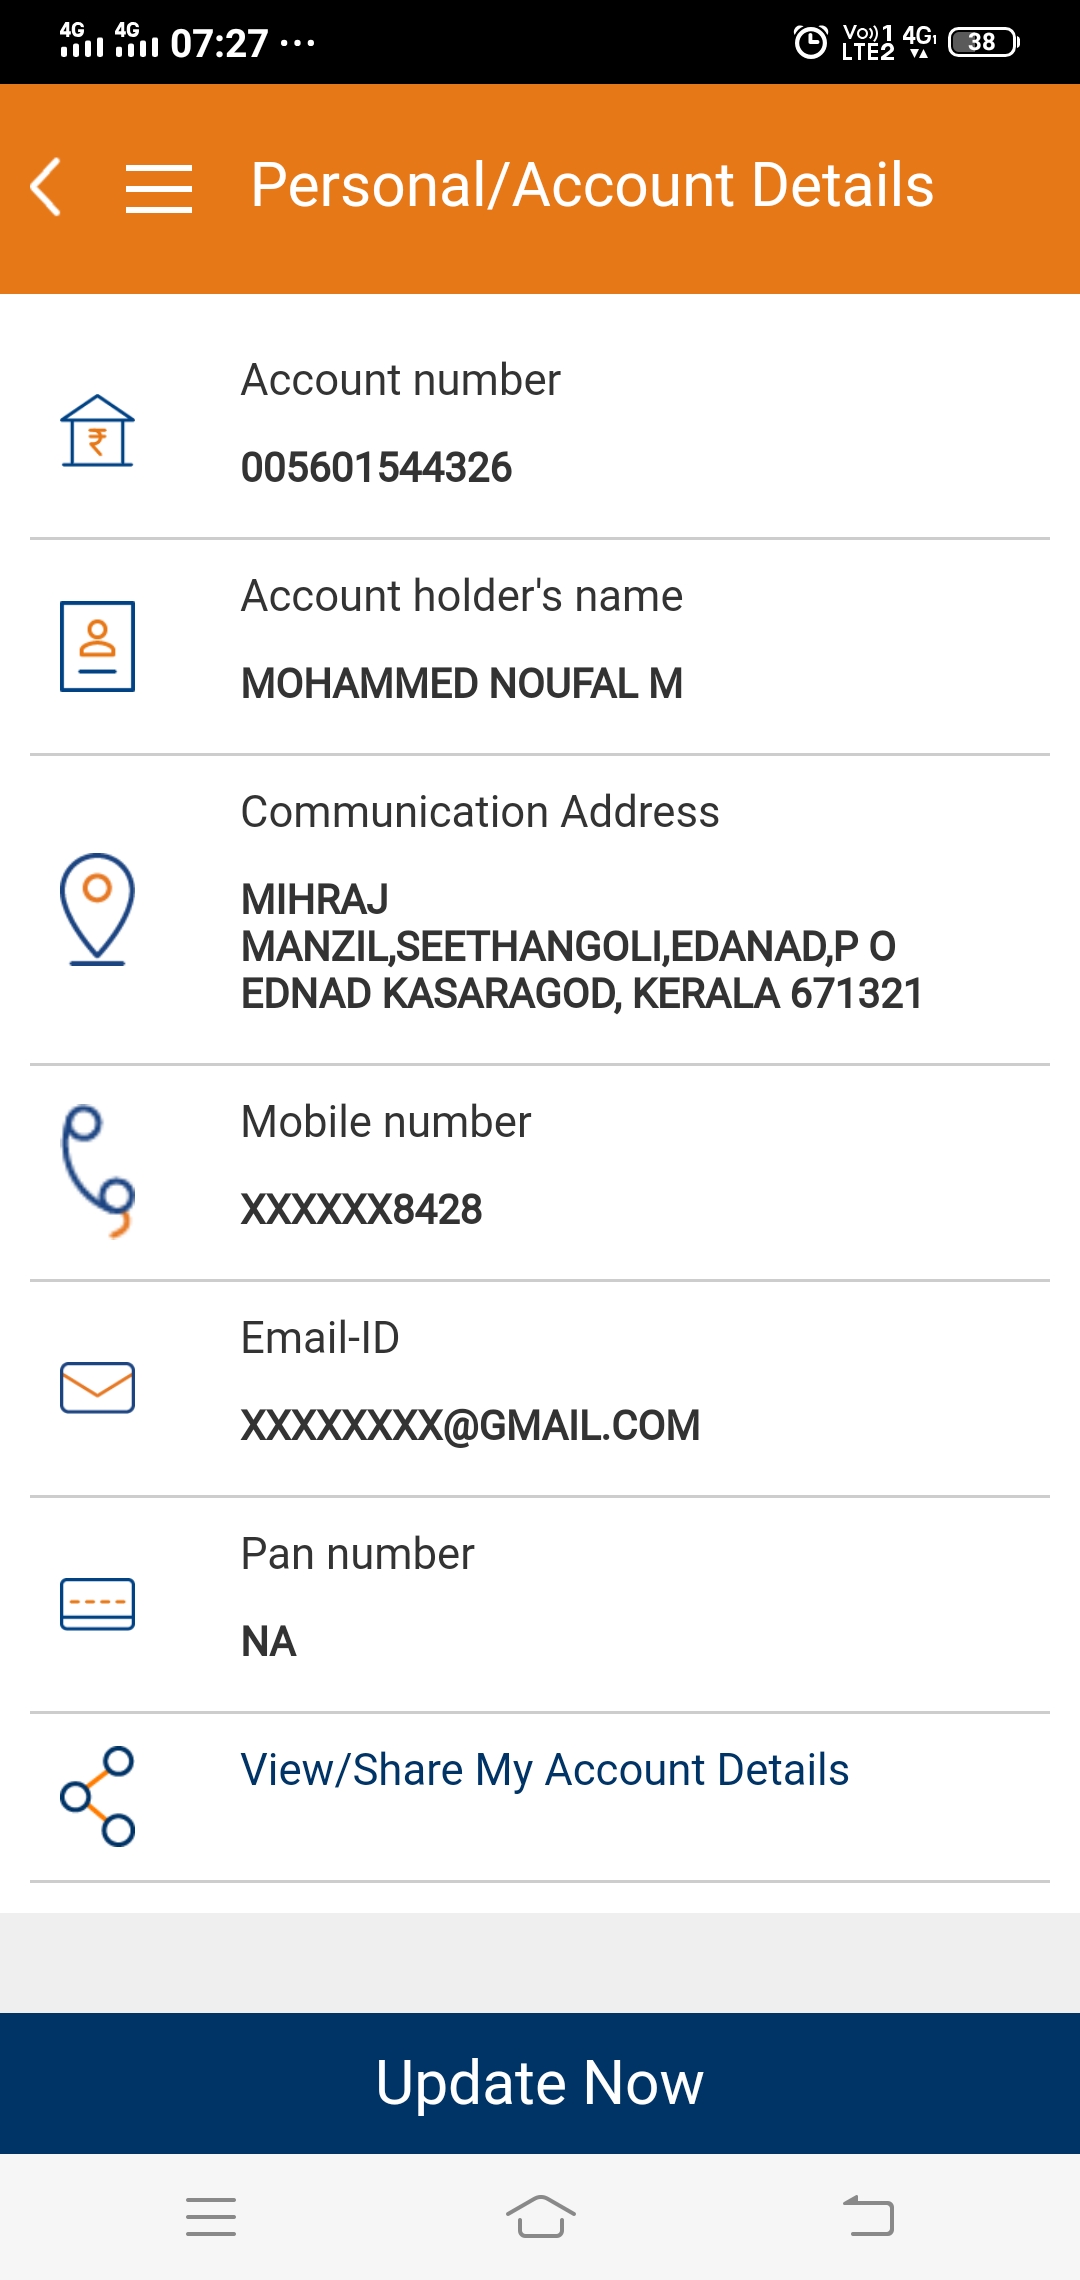 4G 4G 07:27 ...
Vo)) 1 4G1
LTE2
38
Personal/Account Details
Account number
005601544326
Account holder's name
MOHAMMED NOUFAL M
Communication Address
MIHRAJ
MANZIL,SEETHANGOLI,EDANAD,P O
EDNAD KASARAGOD, KERALA 671321
Mobile number
XXXXXX8428
Email-ID
XXXXXXXX@GMAIL.COM
Pan number
NA
View/Share My Account Details
Update Now